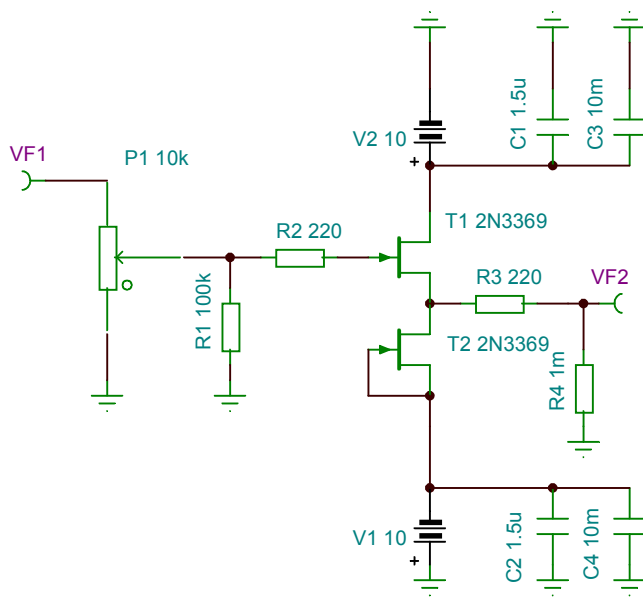 C1 1.5u
C3 10m
V2 10
+
VF1
P1 10k
T1 2N3369
R2 220
R3 220
VF2
R1 100k
T2 2N3369
R4 1m
V1 10
+
C2 1.5u
C4 10m